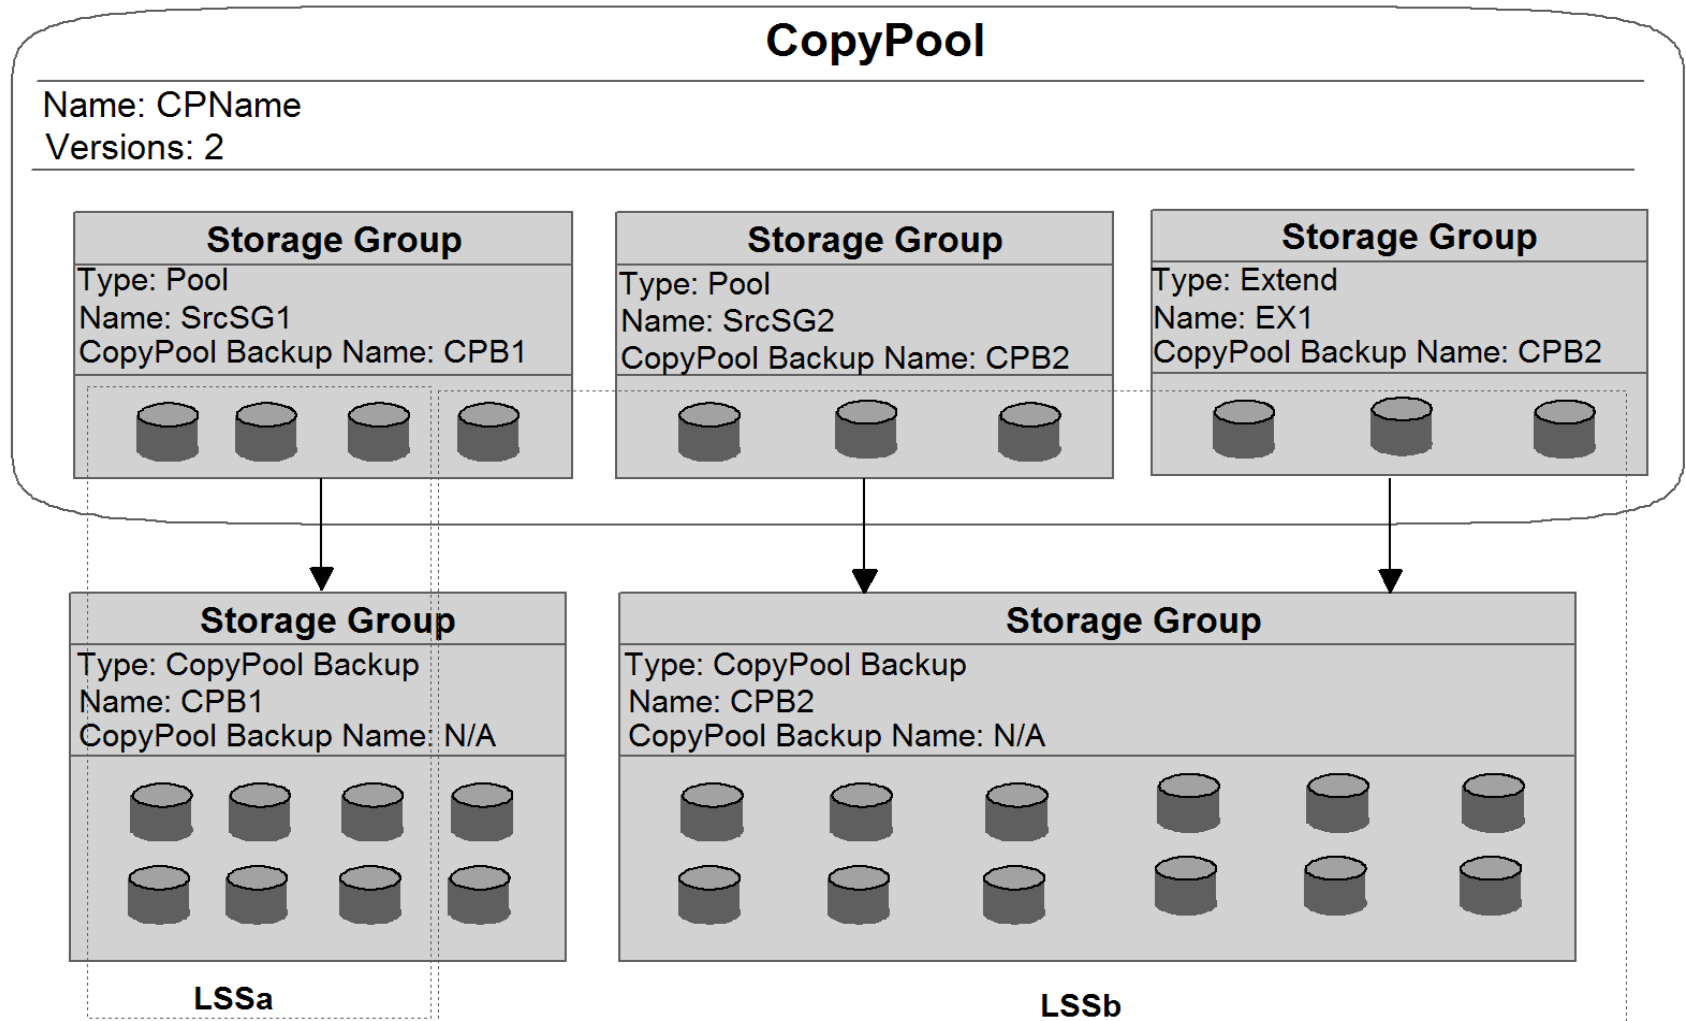 CopyPool
Name: CPName
Versions: 2
Storage Group
Type: Pool
Name: SrcSG1
CopyPool Backup Name: CPB1
Storage Group
Type: Pool
Name: SrcSG2
CopyPool Backup Name: CPB2
Storage Group
Type: Extend
Name: EX1
CopyPool Backup Name: CPB2
Storage Group
Type: CopyPool Backup
Name: CPB1
CopyPool Backup Name: N/A
Storage Group
Type: CopyPool Backup
Name: CPB2
CopyPool Backup Name: N/A
LSSa
LSSb